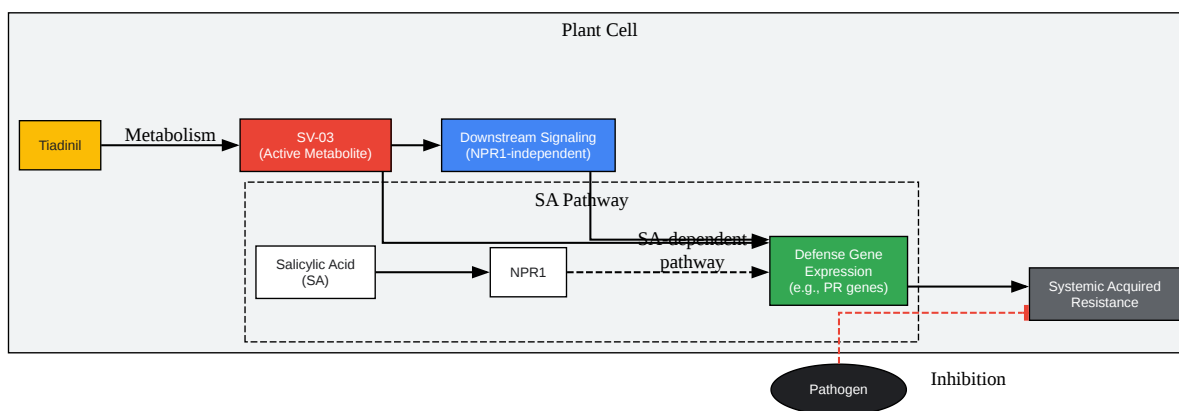 Plant Cell
Tiadinil
Metabolism
SV-03
(Active Metabolite)
Downstream Signaling
(NPR1-independent)
SA Pathway
Salicylic Acid
(SA)
NPR1
SA-dependent
pathway
Defense Gene
Expression
(e.g., PR genes)
Systemic Acquired
Resistance
Pathogen
Inhibition